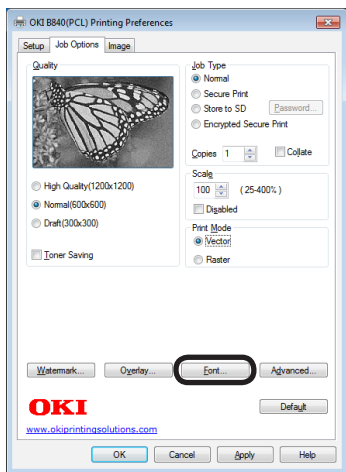 OKI B840(PCL) Printing Preferences
Setup Job Options Image
Quality
High Quality(1200x1200)
Normal(600x600)
Draft(300x300)
Toner Saving
Job Type
Normal
Secure Print
Store to SD Password...
Encrypted Secure Print
Copies 1 Collate
Scale
100 (25-400% )
Disabled
Print Mode
Vector
Raster
Watermark... Overlay... Font... Advanced...
OKI
Default
www.okiprintingsolutions.com
OK Cancel Apply Help